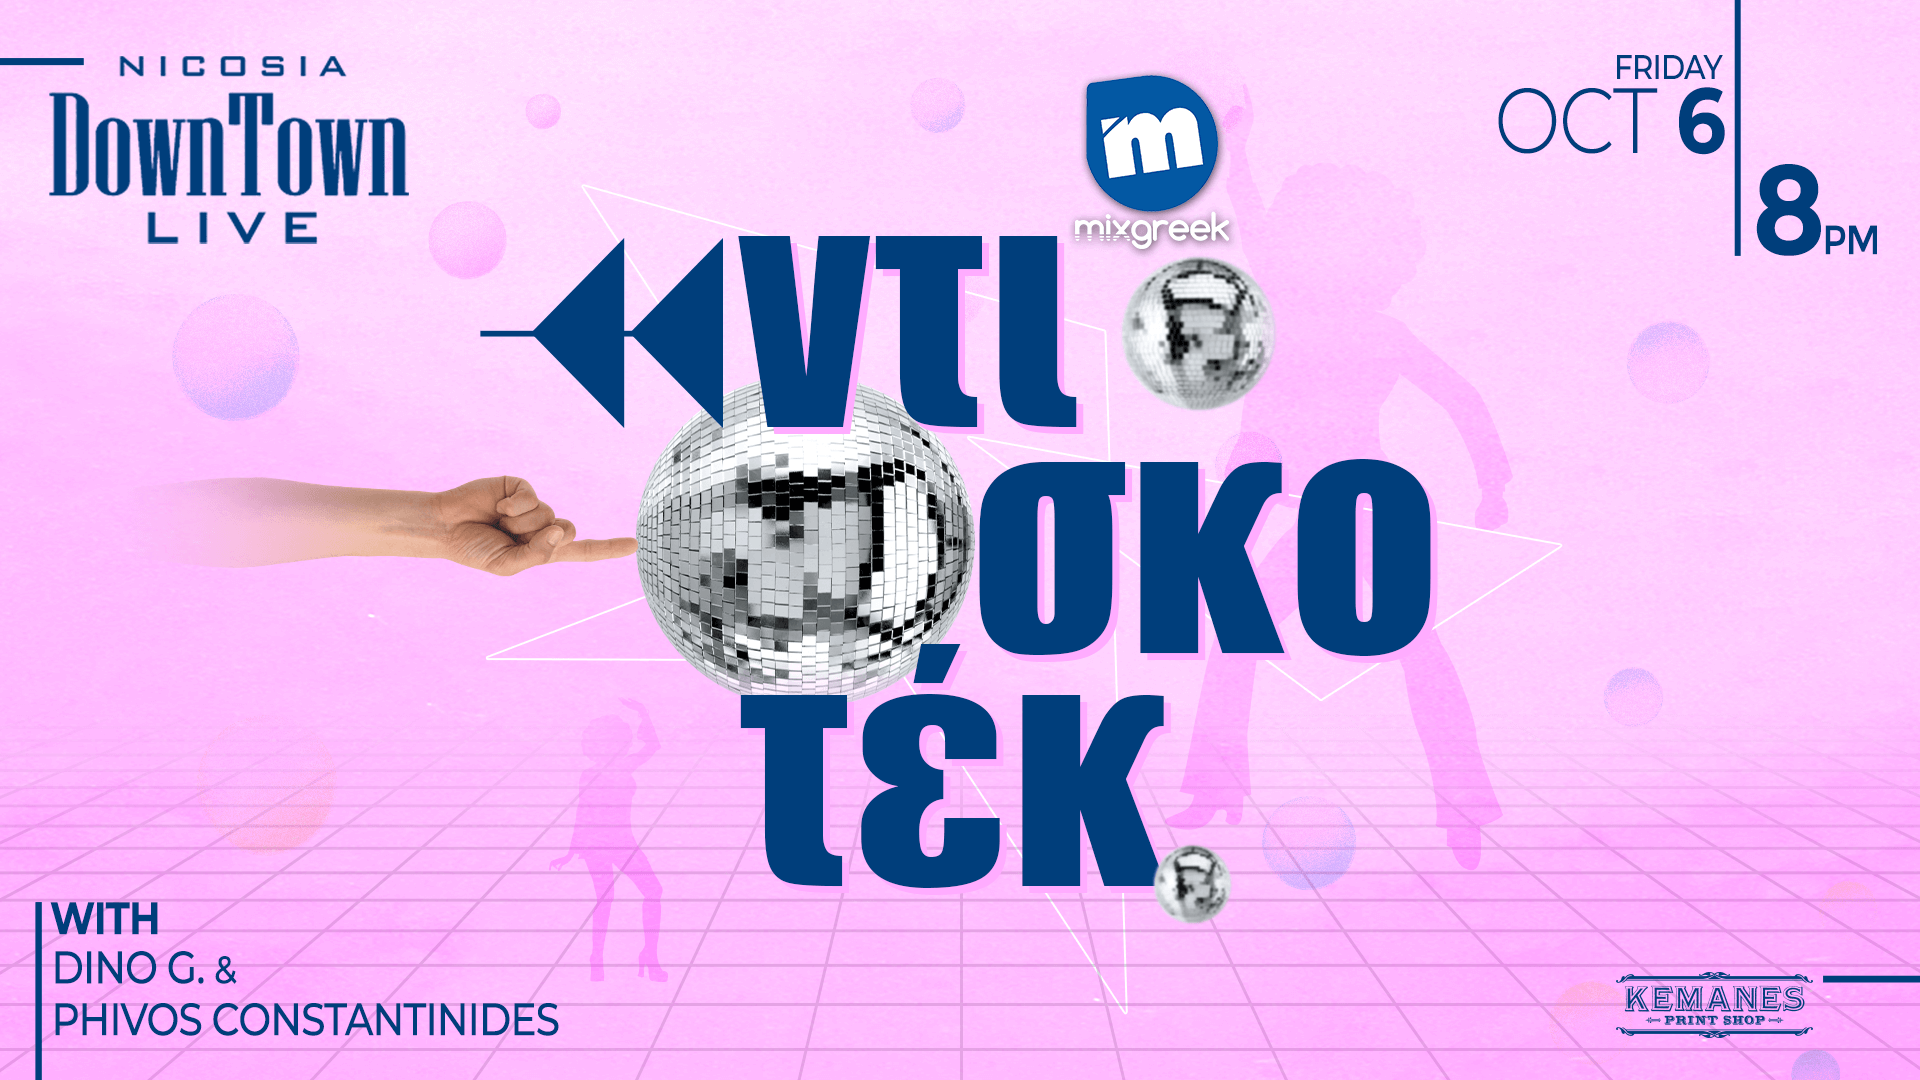 NICOSIA
DOWNTOWN
LIVE
FRIDAY
OCT 6
8PM
m
mixgreek
ντι
σκο
τέκ
WITH
DINO G. &
PHIVOS CONSTANTINIDES
KEMANES
PRINT SHOP